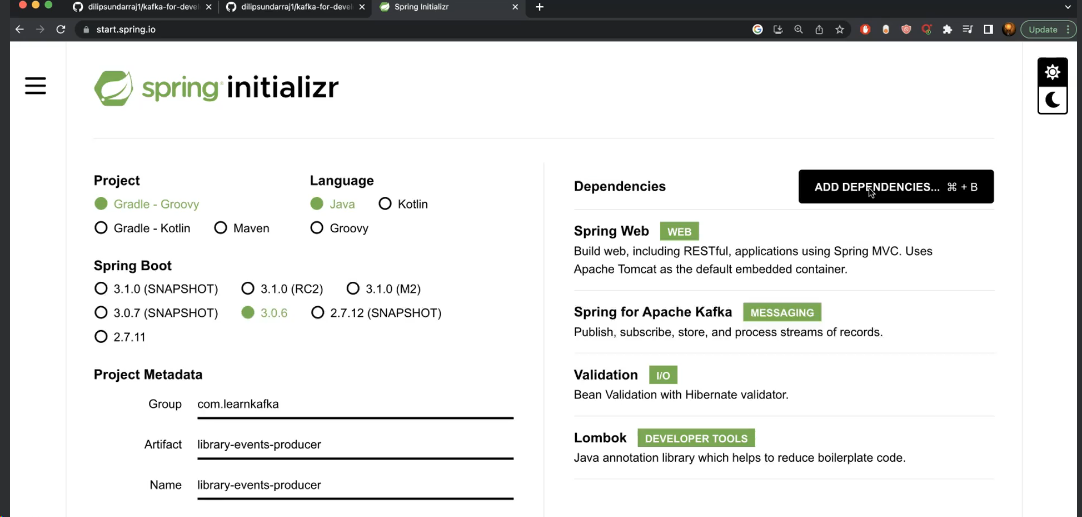 dilipsundarraj1/kafka-for-devel
dilipsundarraj1/kafka-for-devel
Spring Initializr
start.spring.io
Update
spring initializr
Project
Language
Dependencies
ADD DEPENDENCIES... ⌘ + B
Gradle - Groovy
Java
Kotlin
Gradle - Kotlin
Maven
Groovy
Spring Web WEB
Build web, including RESTful, applications using Spring MVC. Uses
Apache Tomcat as the default embedded container.
Spring Boot
3.1.0 (SNAPSHOT)
3.1.0 (RC2)
3.1.0 (M2)
3.0.7 (SNAPSHOT)
3.0.6
2.7.12 (SNAPSHOT)
2.7.11
Spring for Apache Kafka MESSAGING
Publish, subscribe, store, and process streams of records.
Validation I/O
Bean Validation with Hibernate validator.
Project Metadata
Group com.learnkafka
Artifact library-events-producer
Name library-events-producer
Lombok DEVELOPER TOOLS
Java annotation library which helps to reduce boilerplate code.